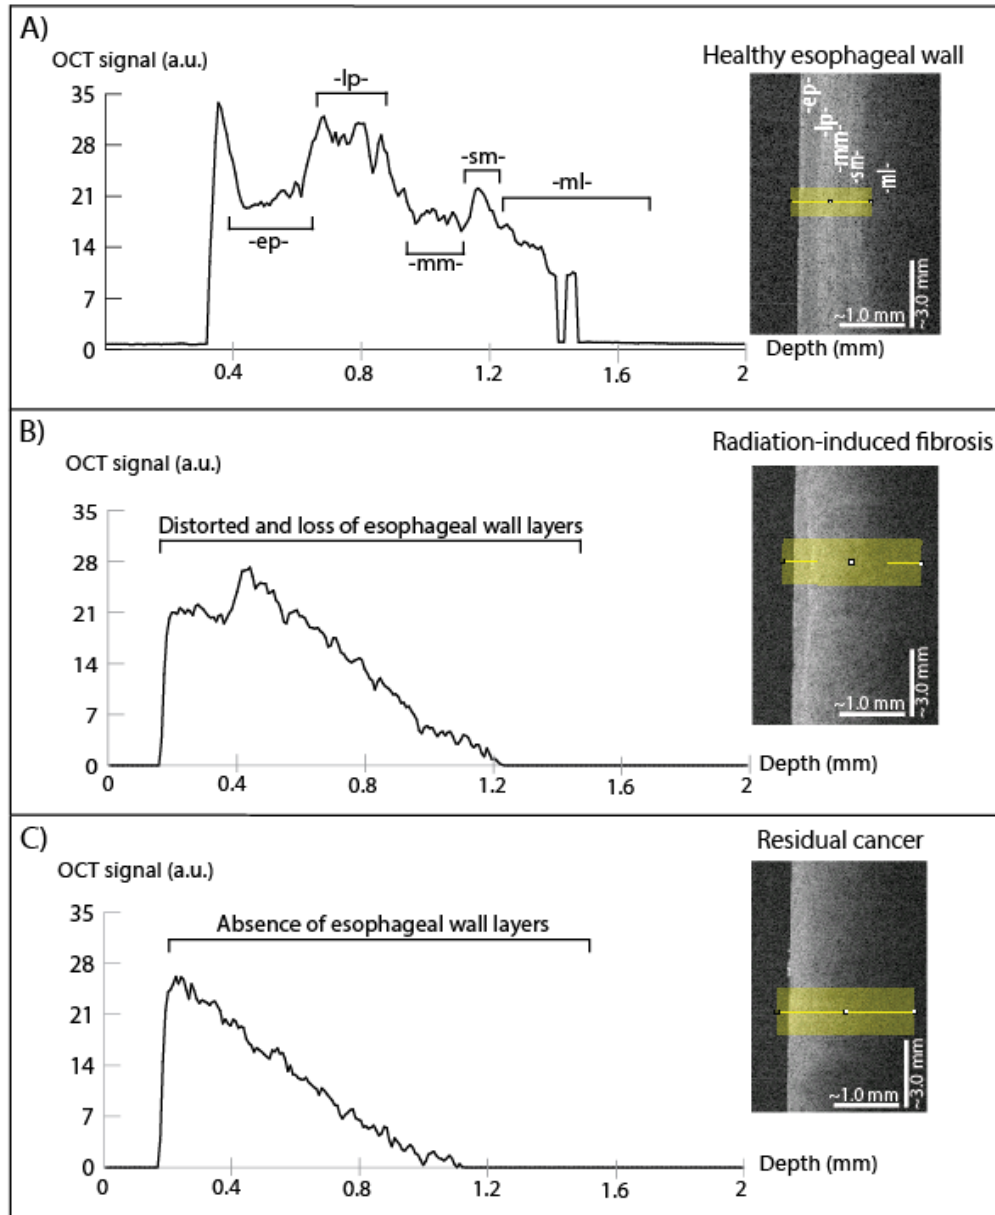 A)
OCT signal (a.u.)
Healthy esophageal wall
35
28
21
14
7
0
-ep-
-lp-
-mm-
-sm-
-ml-
0.4
0.8
1.2
1.6
2
Depth (mm)
-ep-
-lp-
-mm-
-sm-
-ml-
~1.0 mm
~3.0 mm
B)
OCT signal (a.u.)
Radiation-induced fibrosis
Distorted and loss of esophageal wall layers
35
28
21
14
7
0
0
0.4
0.8
1.2
1.6
2
Depth (mm)
~1.0 mm
~3.0 mm
C)
OCT signal (a.u.)
Residual cancer
Absence of esophageal wall layers
35
28
21
14
7
0
0
0.4
0.8
1.2
1.6
2
Depth (mm)
~1.0 mm
~3.0 mm